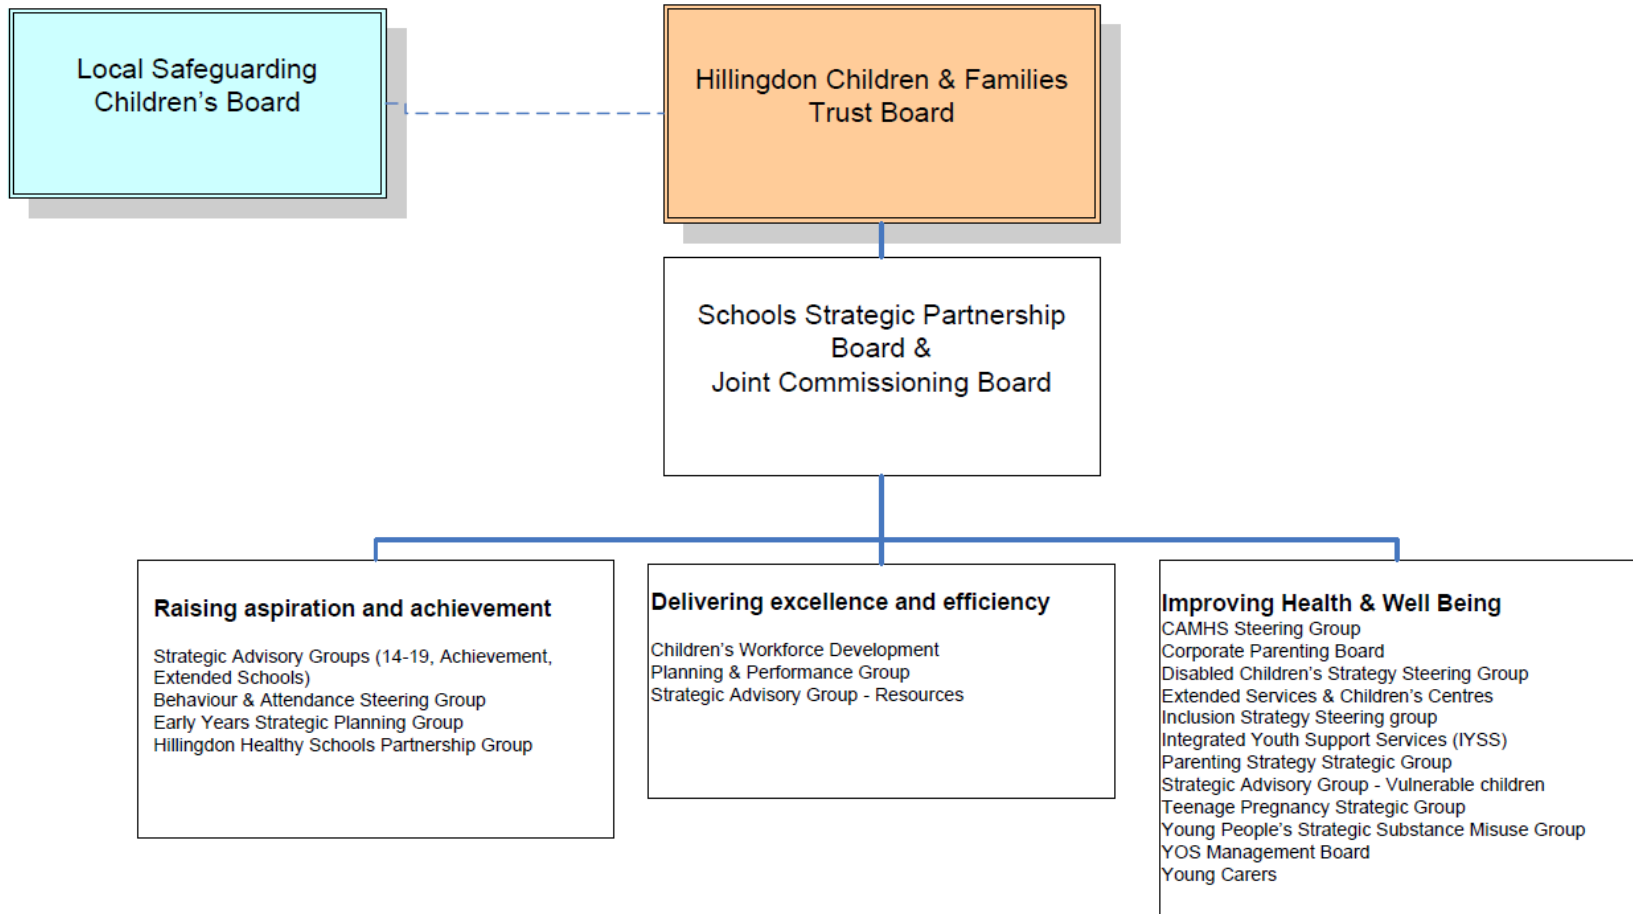 Local Safeguarding
Children’s Board
Hillingdon Children & Families
Trust Board
Schools Strategic Partnership
Board &
Joint Commissioning Board
Raising aspiration and achievement
Strategic Advisory Groups (14-19, Achievement,
Extended Schools)
Behaviour & Attendance Steering Group
Early Years Strategic Planning Group
Hillingdon Healthy Schools Partnership Group
Delivering excellence and efficiency
Children’s Workforce Development
Planning & Performance Group
Strategic Advisory Group - Resources
Improving Health & Well Being
CAMHS Steering Group
Corporate Parenting Board
Disabled Children’s Strategy Steering Group
Extended Services & Children’s Centres
Inclusion Strategy Steering group
Integrated Youth Support Services (IYSS)
Parenting Strategy Strategic Group
Strategic Advisory Group - Vulnerable children
Teenage Pregnancy Strategic Group
Young People’s Strategic Substance Misuse Group
YOS Management Board
Young Carers